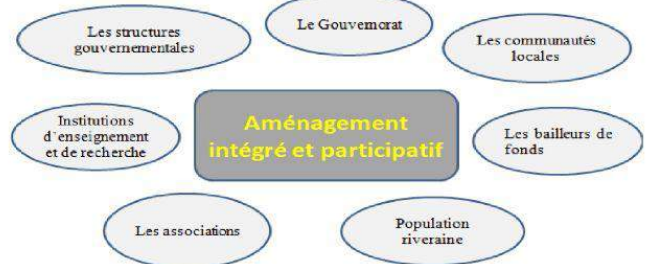 Le Gouvernorat
Les structures
gouvernementales
Les communautés
locales
Institutions
d'enseignement
et de recherche
Aménagement
intégré et participatif
Les bailleurs de
fonds
Les associations
Population
riveraine